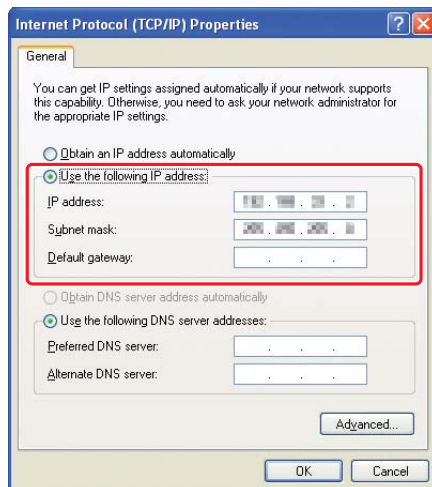 Internet Protocol (TCP/IP) Properties
General
You can get IP settings assigned automatically if your network supports
this capability. Otherwise, you need to ask your network administrator for
the appropriate IP settings.
Obtain an IP address automatically
Use the following IP address:
IP address:
Subnet mask:
Default gateway:
Obtain DNS server address automatically
Use the following DNS server addresses:
Preferred DNS server:
Alternate DNS server:
Advanced...
OK Cancel